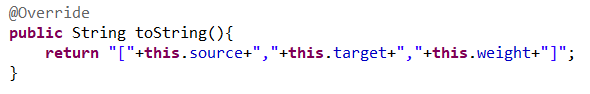 @Override
public String toString(){
    return "["+this.source+","+this.target+","+this.weight+"]";
}